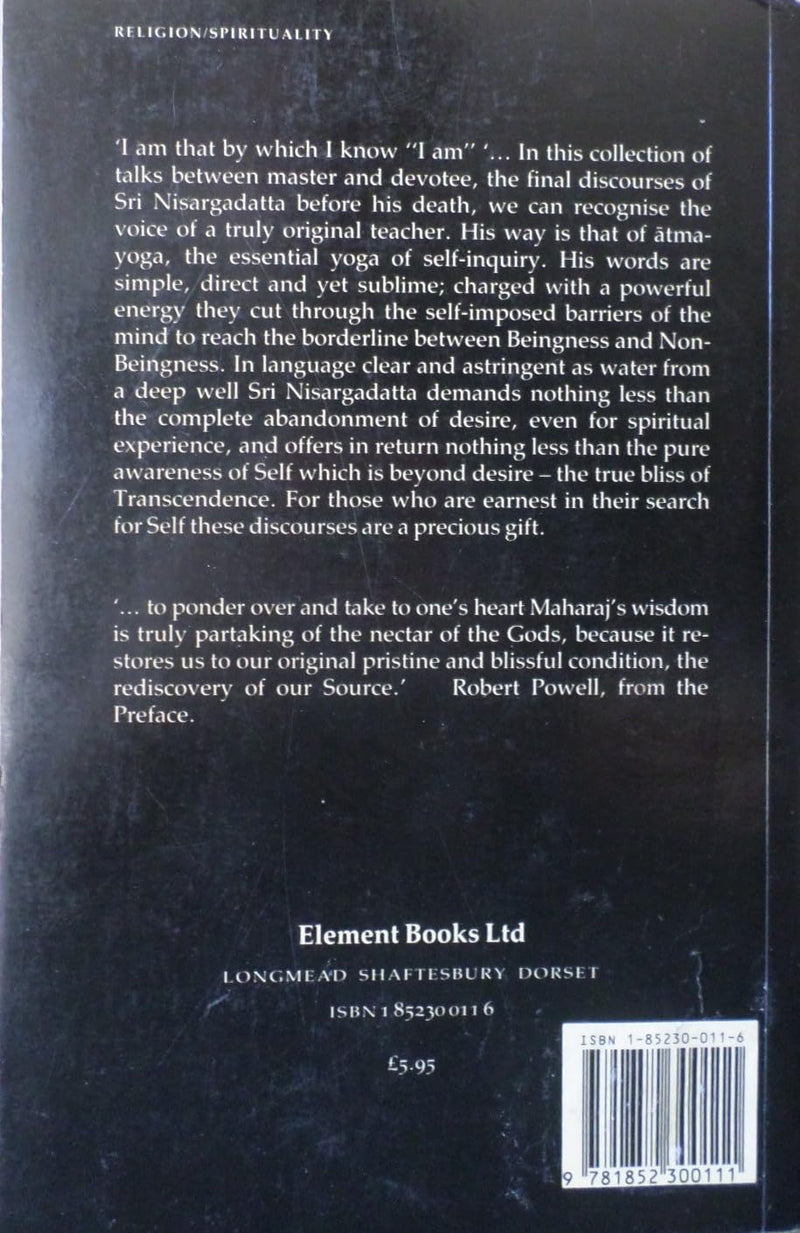 RELIGION/SPIRITUALITY
'I am that by which I know "I am" '... In this collection of
talks between master and devotee, the final discourses of
Sri Nisargadatta before his death, we can recognise the
voice of a truly original teacher. His way is that of ātma-
yoga, the essential yoga of self-inquiry. His words are
simple, direct and yet sublime; charged with a powerful
energy they cut through the self-imposed barriers of the
mind to reach the borderline between Beingness and Non-
Beingness. In language clear and astringent as water from
a deep well Sri Nisargadatta demands nothing less than
the complete abandonment of desire, even for spiritual
experience, and offers in return nothing less than the pure
awareness of Self which is beyond desire – the true bliss of
Transcendence. For those who are earnest in their search
for Self these discourses are a precious gift.
'... to ponder over and take to one's heart Maharaj's wisdom
is truly partaking of the nectar of the Gods, because it re-
stores us to our original pristine and blissful condition, the
rediscovery of our Source.' Robert Powell, from the
Preface.
Element Books Ltd
LONGMEAD SHAFTESBURY DORSET
ISBN 1 85230 011 6
£5.95
ISBN 1-85230-011-6
9 781852 300111